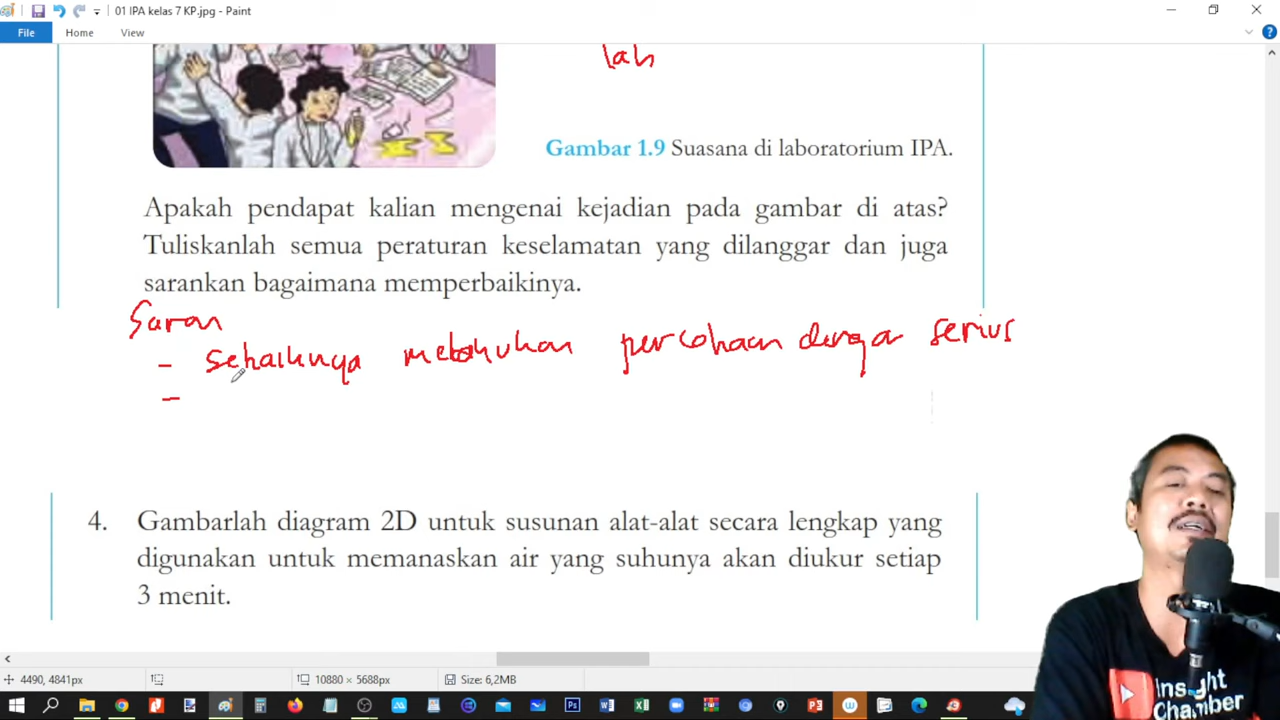 01 IPA kelas 7 KP.jpg - Paint
File Home View
lah
Gambar 1.9 Suasana di laboratorium IPA.
Apakah pendapat kalian mengenai kejadian pada gambar di atas?
Tuliskanlah semua peraturan keselamatan yang dilanggar dan juga
sarankan bagaimana memperbaikinya.
Saran
- sebaiknya melakukan percobaan dengan serius
-
4. Gambarlah diagram 2D untuk susunan alat-alat secara lengkap yang
digunakan untuk memanaskan air yang suhunya akan diukur setiap
3 menit.
Insight
Chamber
4490, 4841px 10880 × 5688px Size: 6,2MB